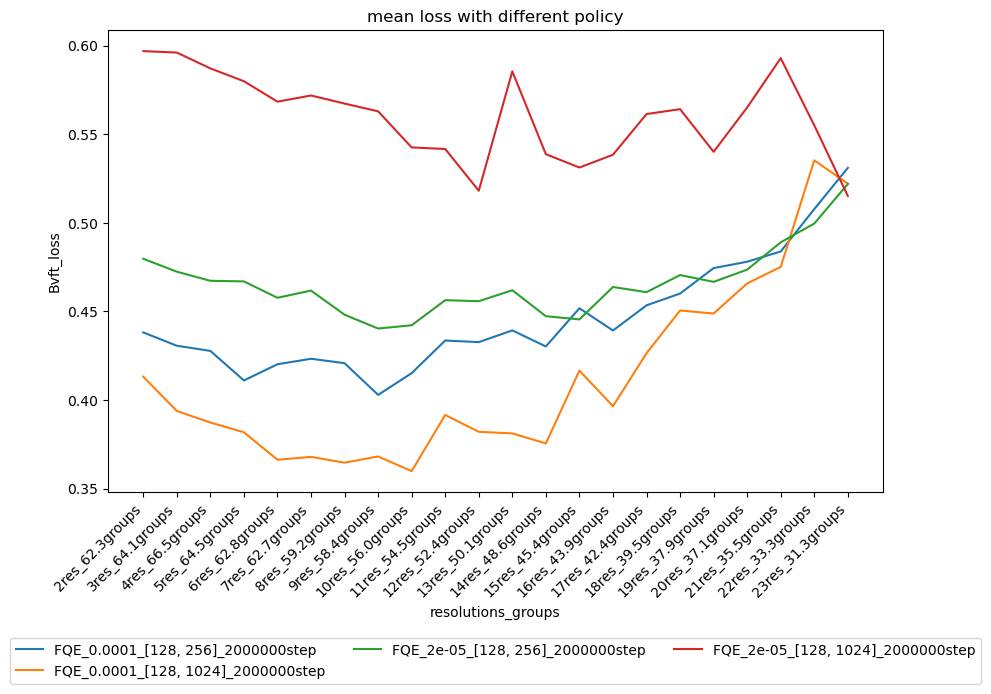 mean loss with different policy
0.60
0.55
0.50
0.45
0.40
0.35
Bvft_loss
2res_62.3groups
3res_64.1groups
4res_66.5groups
5res_64.5groups
6res_62.8groups
7res_62.7groups
8res_59.2groups
9res_58.4groups
10res_56.0groups
11res_54.5groups
12res_52.4groups
13res_50.1groups
14res_48.6groups
15res_45.4groups
16res_43.9groups
17res_42.4groups
18res_39.5groups
19res_37.9groups
20res_37.1groups
21res_35.5groups
22res_33.3groups
23res_31.3groups
resolutions_groups
FQE_0.0001_[128, 256]_2000000step
FQE_0.0001_[128, 1024]_2000000step
FQE_2e-05_[128, 256]_2000000step
FQE_2e-05_[128, 1024]_2000000step